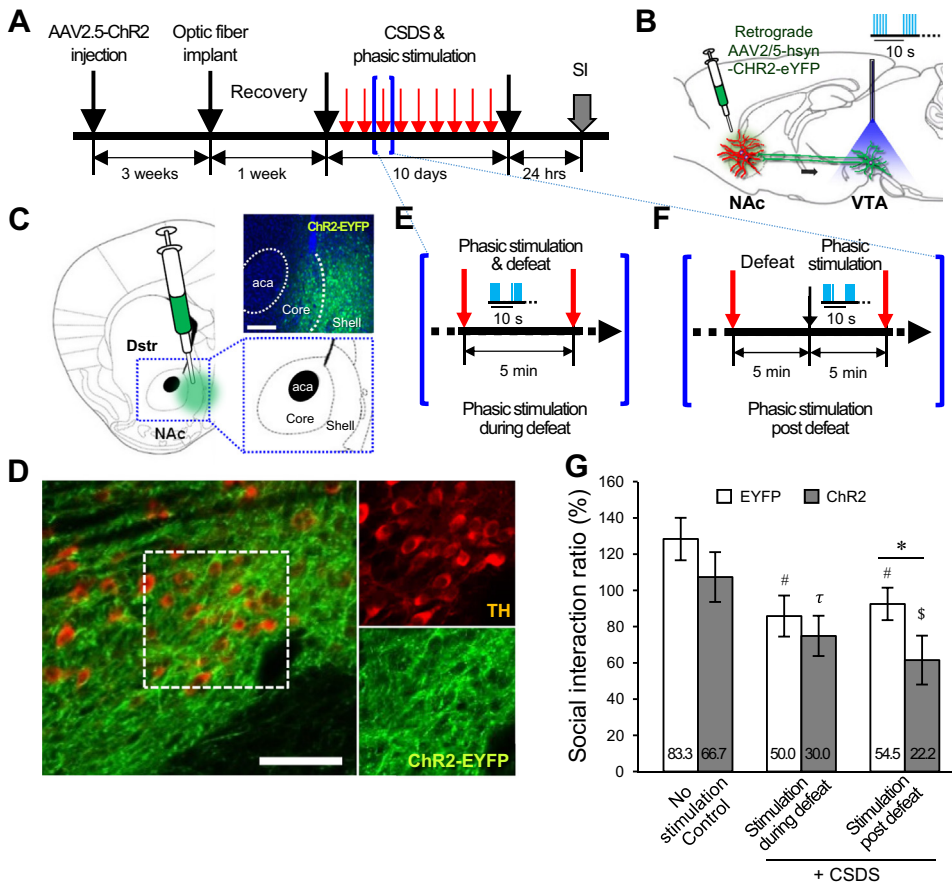 A
AAV2.5-ChR2
injection
Optic fiber
implant
Recovery
CSDS &
phasic stimulation
SI
3 weeks
1 week
10 days
24 hrs
B
Retrograde
AAV2/5-hsyn
-CHR2-eYFP
10 s
NAc
VTA
C
Dstr
NAc
ChR2-EYFP
aca
Core
Shell
aca
Core
Shell
E
Phasic stimulation
& defeat
10 s
5 min
Phasic stimulation
during defeat
F
Defeat
Phasic
stimulation
10 s
5 min
5 min
Phasic stimulation
post defeat
D
TH
ChR2-EYFP
G
Social interaction ratio (%)
160
140
120
100
80
60
40
20
0
EYFP
ChR2
#
τ
#
*
$
83.3
66.7
50.0
30.0
54.5
22.2
No
stimulation
Control
Stimulation
during defeat
Stimulation
post defeat
+ CSDS